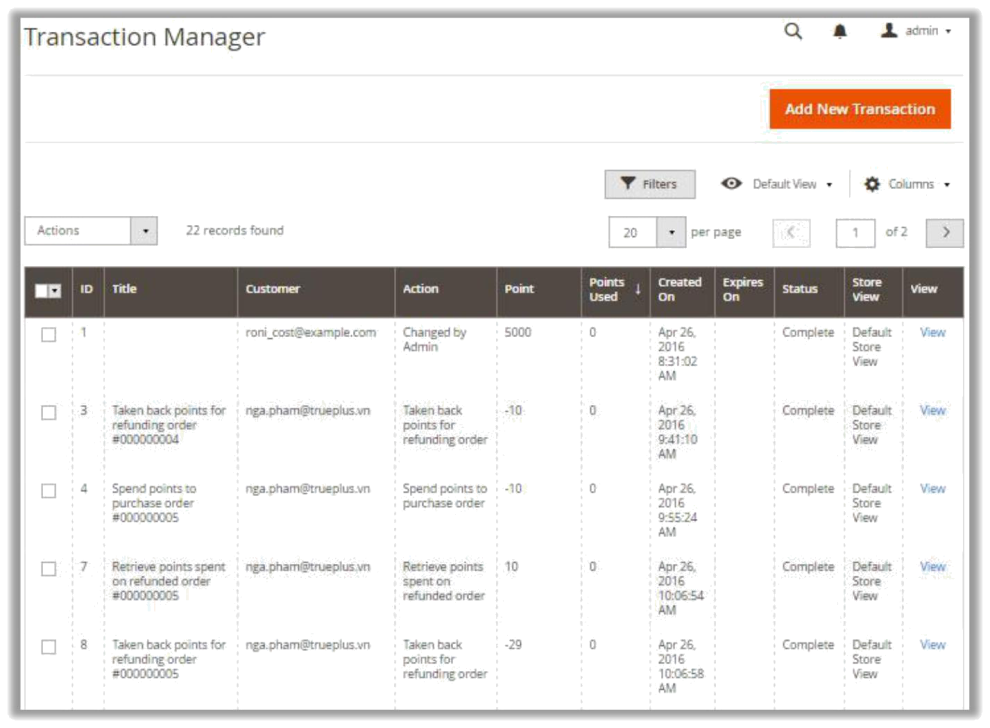 Transaction Manager
admin
Add New Transaction
Filters
Default View
Columns
Actions
22 records found
20
per page
1
of 2
ID
Title
Customer
Action
Point
Points
Used
↓
Created
On
Expires
On
Status
Store
View
View
1
roni_cost@example.com
Changed by
Admin
5000
0
Apr 26,
2016
8:31:02
AM
Complete
Default
Store
View
View
3
Taken back points for
refunding order
#000000004
nga.pham@trueplus.vn
Taken back
points for
refunding order
-10
0
Apr 26,
2016
9:41:10
AM
Complete
Default
Store
View
View
4
Spend points to
purchase order
#000000005
nga.pham@trueplus.vn
Spend points to
purchase order
-10
0
Apr 26,
2016
9:55:24
AM
Complete
Default
Store
View
View
7
Retrieve points spent
on refunded order
#000000005
nga.pham@trueplus.vn
Retrieve points
spent on
refunded order
10
0
Apr 26,
2016
10:06:54
AM
Complete
Default
Store
View
View
8
Taken back points for
refunding order
#000000005
nga.pham@trueplus.vn
Taken back
points for
refunding order
-29
0
Apr 26,
2016
10:06:58
AM
Complete
Default
Store
View
View